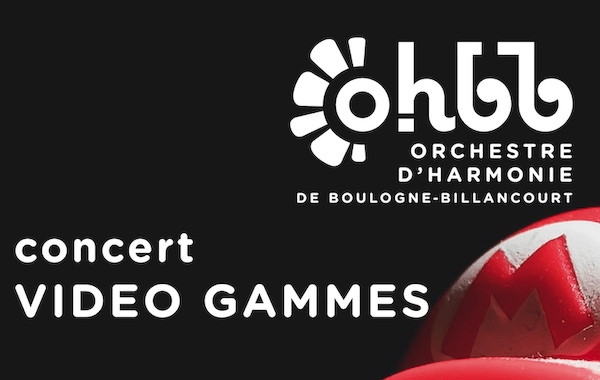 ohbb
ORCHESTRE
D'HARMONIE
DE BOULOGNE-BILLANCOURT
concert
VIDEO GAMMES
M